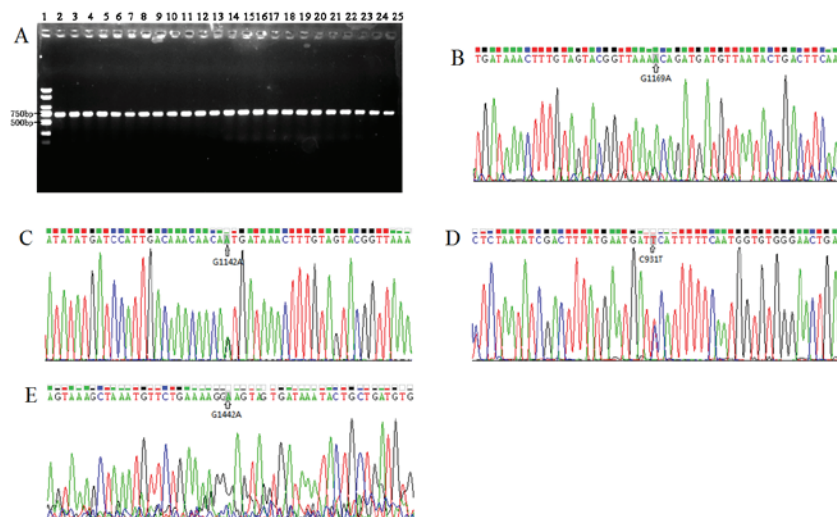 A
1 2 3 4 5 6 7 8 9 10 11 12 13 14 15 16 17 18 19 20 21 22 23 24 25
750bp
500bp
B
TGATAAACTTTGTAGTACGGTTAAAACAGATGATGTTAATACTGACTTCAA
G1169A
C
ATATATGATCCATTGACAAACAACAATGATAAACTTTGTAGTACGGTTAAA
G1142A
D
CTCTAATATCGACTTTATGAATGATTCATTTTTCAATGGTGTGGGAACTGA
C931T
E
AGTAAAGCTAAATGTTCTGAAAAGGAAGTAGTGATAAATACTGCTGATGTG
G1442A